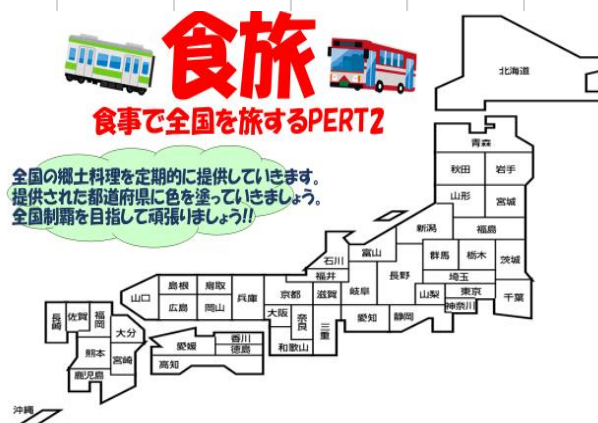 食旅
食事で全国を旅するPERT2
全国の郷土料理を定期的に提供していきます。
提供された都道府県に色を塗っていきましょう。
全国制覇を目指して頑張りましょう!!
北海道
青森
秋田
岩手
山形
宮城
新潟
福島
石川
富山
群馬
栃木
茨城
福井
長野
埼玉
山口
島根
鳥取
兵庫
京都
滋賀
岐阜
山梨
東京
千葉
広島
岡山
神奈川
長崎
佐賀
福岡
大分
大阪
奈良
三重
愛知
静岡
和歌山
愛媛
香川
徳島
高知
熊本
宮崎
鹿児島
沖縄